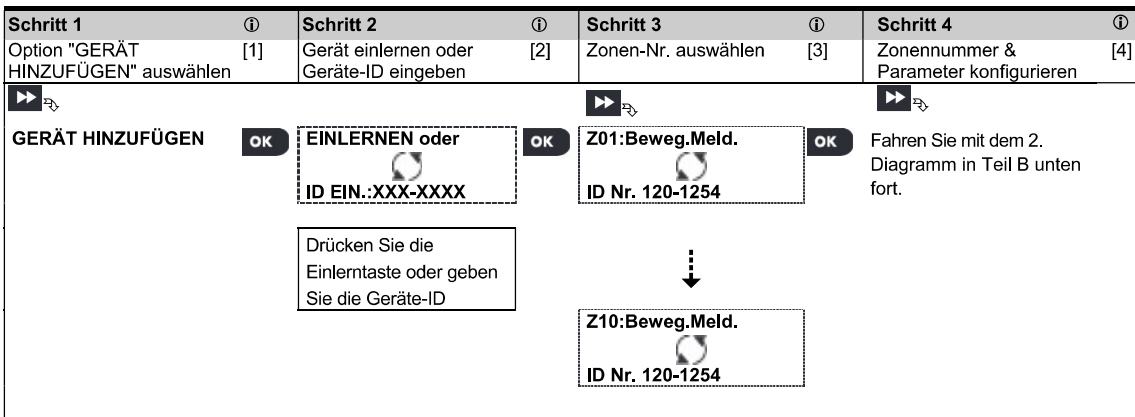 Schritt 1 ⓘ Schritt 2 ⓘ Schritt 3 ⓘ Schritt 4 ⓘ
Option "GERÄT [1]
HINZUFÜGEN" auswählen
Gerät einlernen oder [2]
Geräte-ID eingeben
Zonen-Nr. auswählen [3]
Zonennummer & [4]
Parameter konfigurieren
GERÄT HINZUFÜGEN OK
EINLERNEN oder
ID EIN.:XXX-XXXX
OK
Z01:Beweg.Meld.
ID Nr. 120-1254
OK
Fahren Sie mit dem 2.
Diagramm in Teil B unten
fort.
Drücken Sie die
Einlerntaste oder geben
Sie die Geräte-ID
Z10:Beweg.Meld.
ID Nr. 120-1254